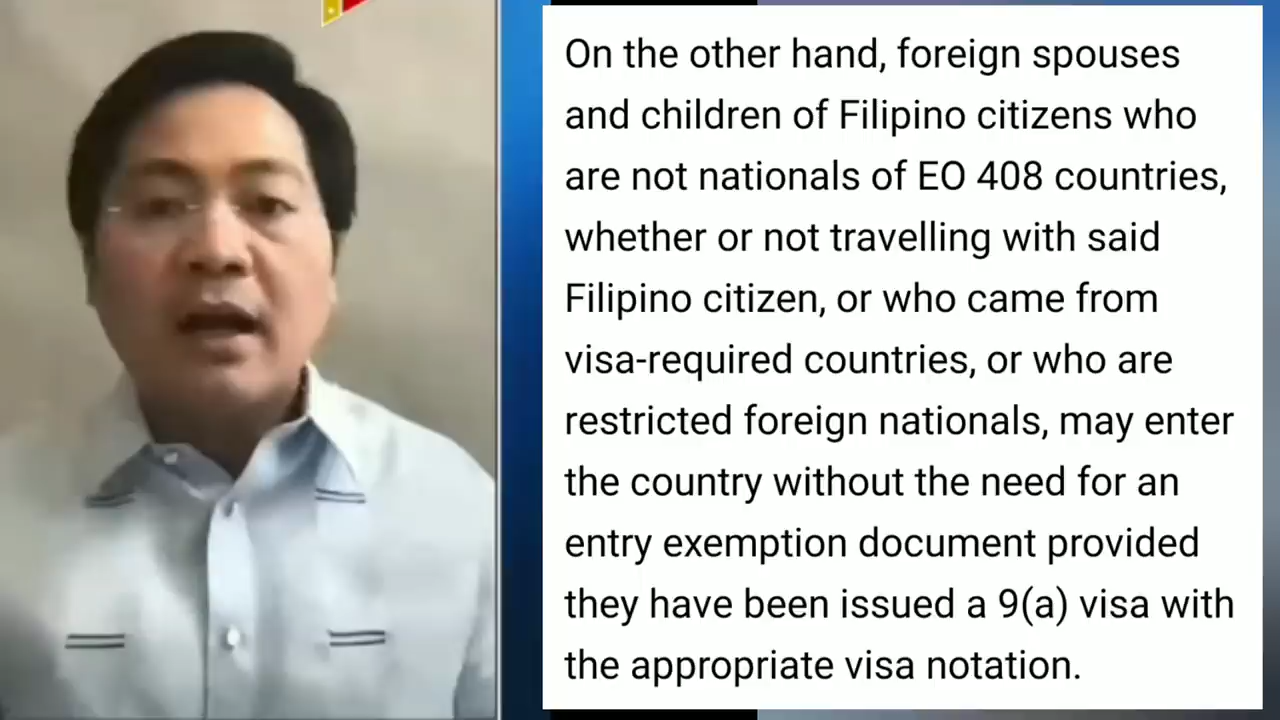 On the other hand, foreign spouses
and children of Filipino citizens who
are not nationals of EO 408 countries,
whether or not travelling with said
Filipino citizen, or who came from
visa-required countries, or who are
restricted foreign nationals, may enter
the country without the need for an
entry exemption document provided
they have been issued a 9(a) visa with
the appropriate visa notation.